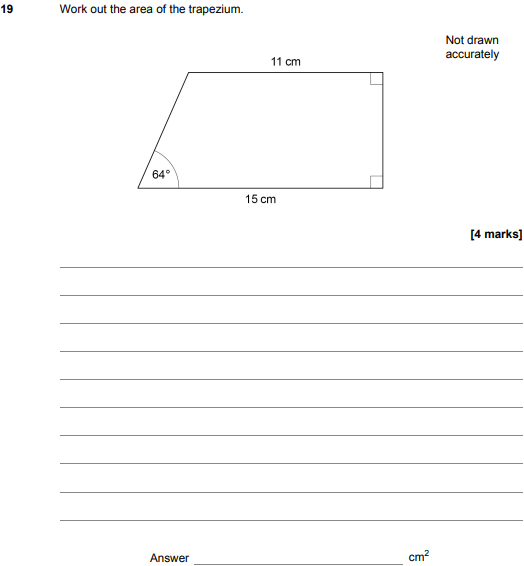 19 Work out the area of the trapezium.
Not drawn
accurately
11 cm
64°
15 cm
[4 marks]
Answer cm²